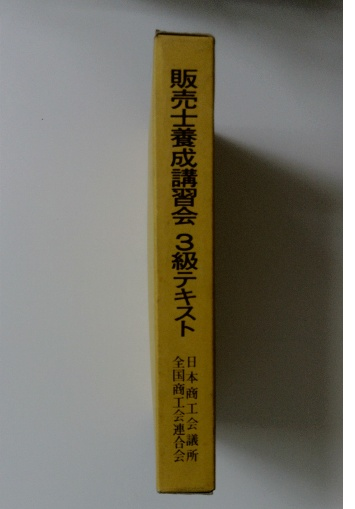 販売士養成講習会 3級テキスト
日本商工会議所
全国商工会連合会